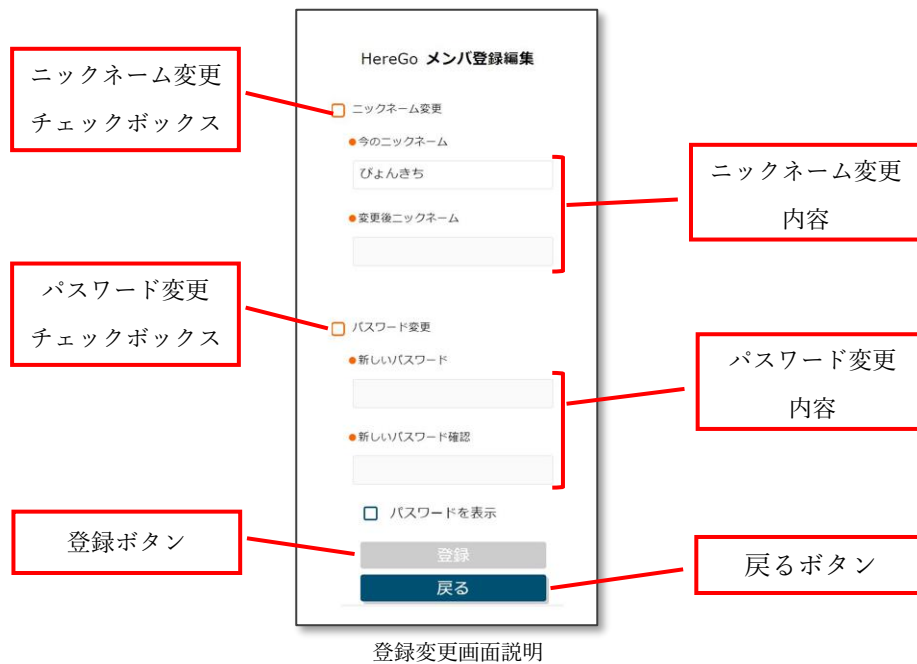 HereGo メンバ登録編集
ニックネーム変更
チェックボックス
ニックネーム変更
今のニックネーム
ぴょんきち
変更後ニックネーム
ニックネーム変更
内容
パスワード変更
チェックボックス
パスワード変更
新しいパスワード
新しいパスワード確認
パスワード変更
内容
パスワードを表示
登録ボタン
登録
戻る
戻るボタン
登録変更画面説明